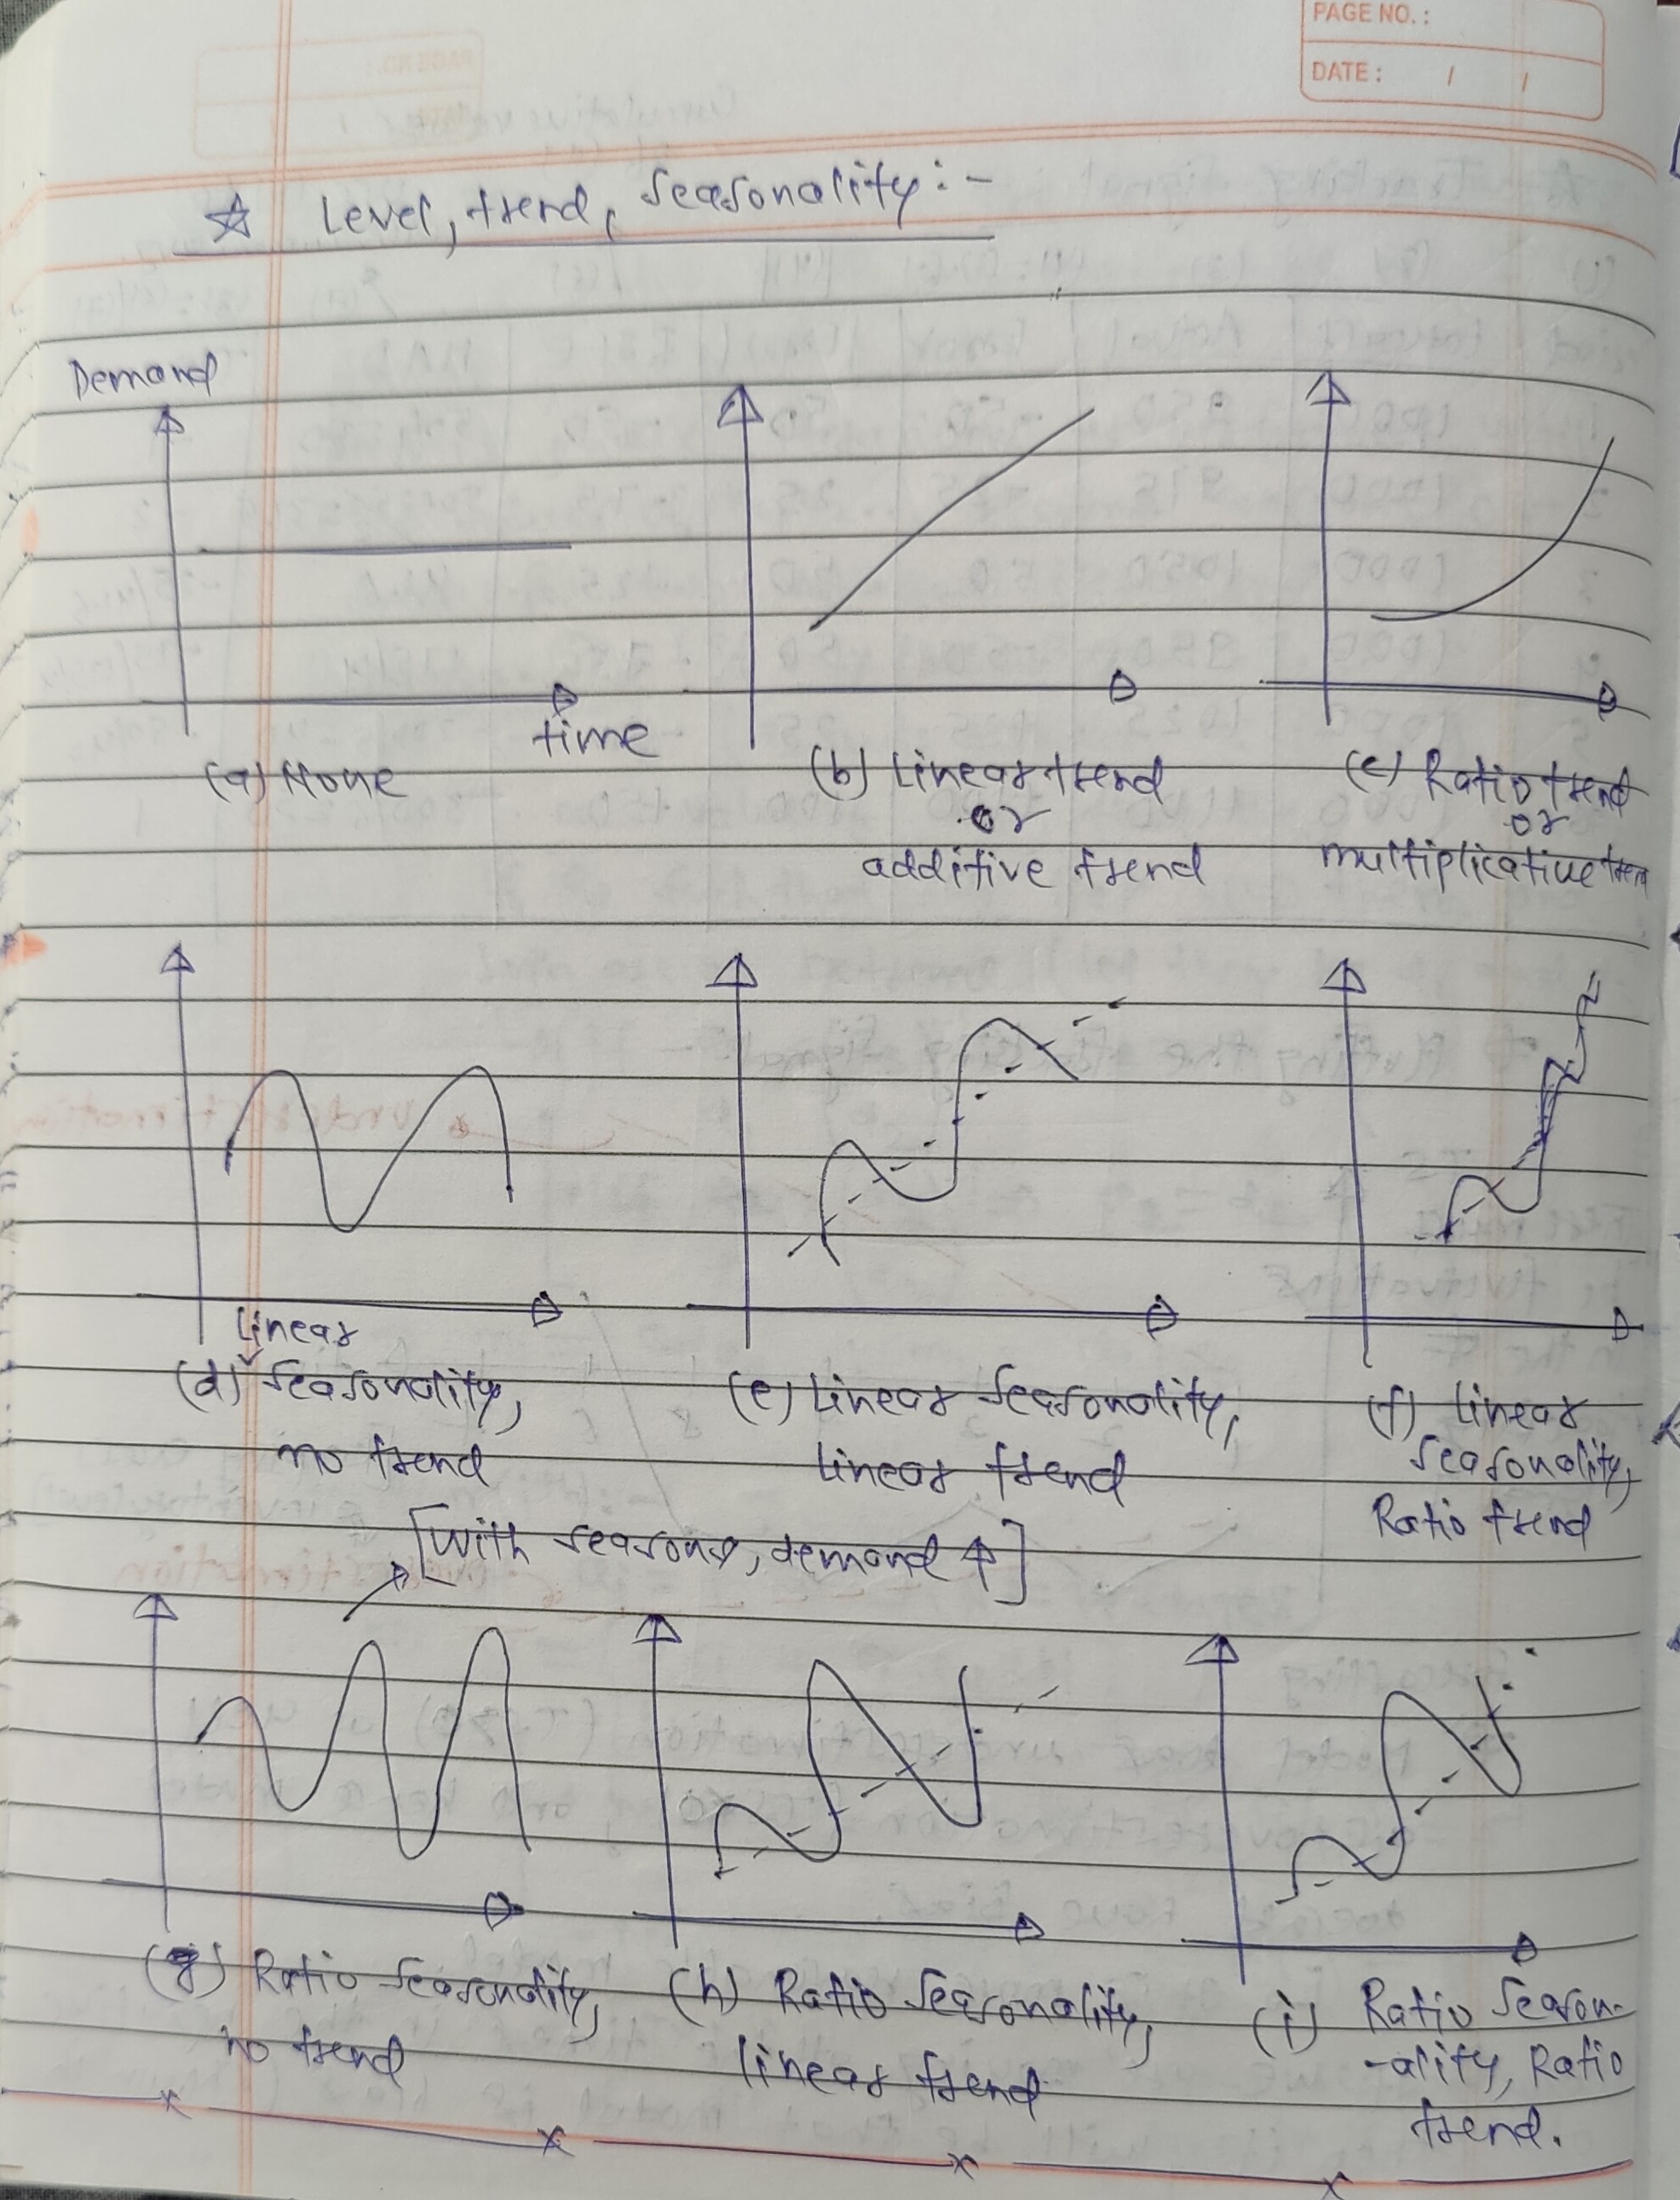 PAGE NO. :
DATE : / /
☆ Level, trend, seasonality:-
Demand
time
(a) None
(b) Linear trend
or
additive trend
(c) Ratio trend
or
multiplicative trend
(d) Linear seasonality,
no trend
(e) Linear seasonality,
Linear trend
(f) Linear
seasonality,
Ratio trend
[With seasons, demand ↑]
(g) Ratio seasonality,
no trend
(h) Ratio seasonality,
linear trend
(i) Ratio season-
-ality, Ratio
trend.